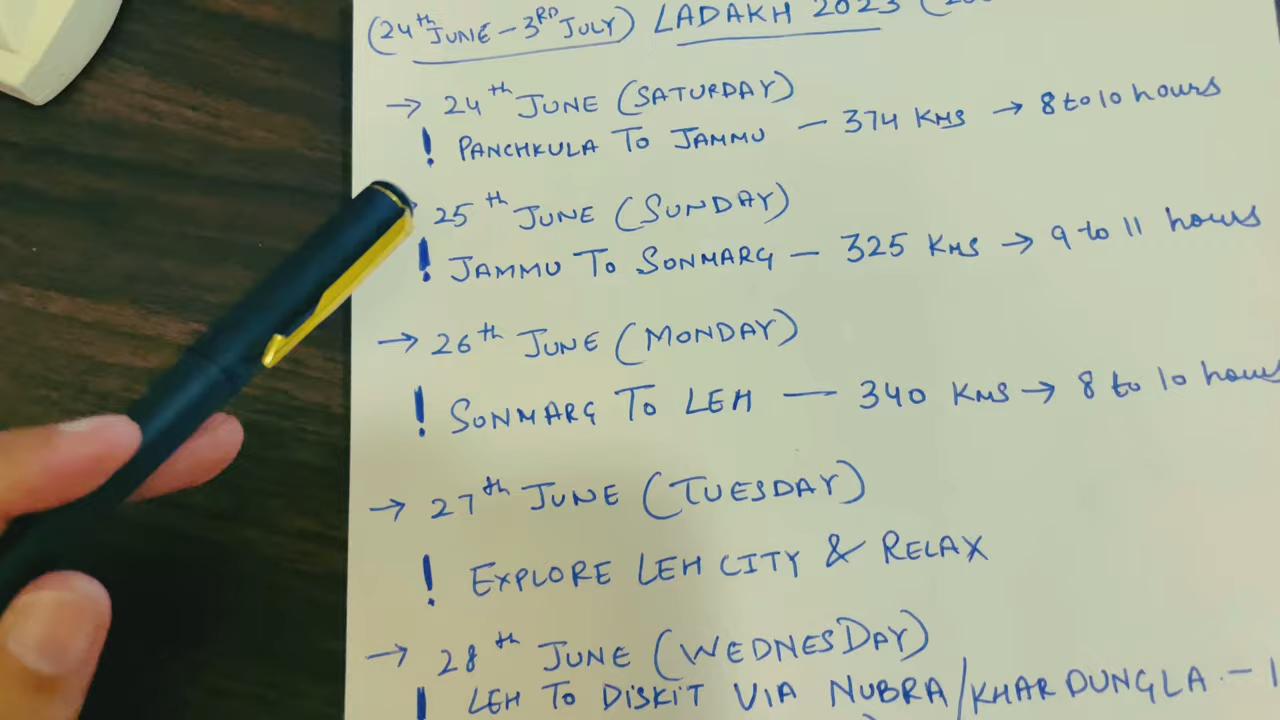 (24th JUNE - 3RD JULY) LADAKH 2023
→ 24th JUNE (SATURDAY)
! PANCHKULA TO JAMMU — 374 KMS → 8 to 10 hours
25th JUNE (SUNDAY)
! JAMMU TO SONMARG — 325 KMS → 9 to 11 hours
→ 26th JUNE (MONDAY)
! SONMARG TO LEH — 340 KMS → 8 to 10 hours
→ 27th JUNE (TUESDAY)
! EXPLORE LEH CITY & RELAX
→ 28th JUNE (WEDNESDAY)
! LEH TO DISKIT VIA NUBRA/KHARDUNGLA. -